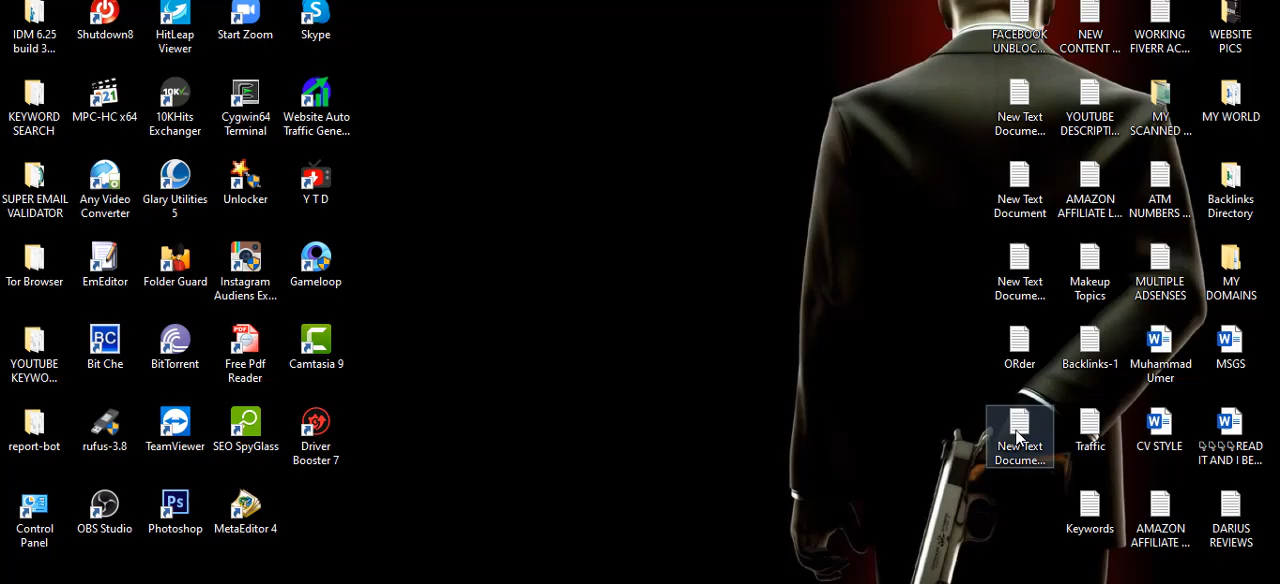 IDM 6.25
build 3...
Shutdown8
HitLeap
Viewer
Start Zoom
Skype
FACEBOOK
UNBLOC...
NEW
CONTENT ...
WORKING
FIVERR AC...
WEBSITE
PICS
KEYWORD
SEARCH
MPC-HC x64
321
10K
10KHits
Exchanger
Cygwin64
Terminal
Website Auto
Traffic Gene...
New Text
Docume...
YOUTUBE
DESCRIPTI...
MY
SCANNED ...
MY WORLD
SUPER EMAIL
VALIDATOR
Any Video
Converter
Glary Utilities
5
Unlocker
Y T D
New Text
Document
AMAZON
AFFILIATE L...
ATM
NUMBERS ...
Backlinks
Directory
Tor Browser
EmEditor
Folder Guard
Instagram
Audiens Ex...
Gameloop
New Text
Docume...
Makeup
Topics
MULTIPLE
ADSENSES
MY
DOMAINS
YOUTUBE
KEYWO...
BC
Bit Che
BitTorrent
PDF
Free Pdf
Reader
C
Camtasia 9
ORder
Backlinks-1
W
Muhammad
Umer
W
MSGS
report-bot
rufus-3.8
TeamViewer
SEO SpyGlass
Driver
Booster 7
New Text
Docume...
Traffic
W
CV STYLE
W
👇👇👇👇READ
IT AND I BE...
Control
Panel
OBS Studio
Ps
Photoshop
MetaEditor 4
Keywords
AMAZON
AFFILIATE ...
DARIUS
REVIEWS